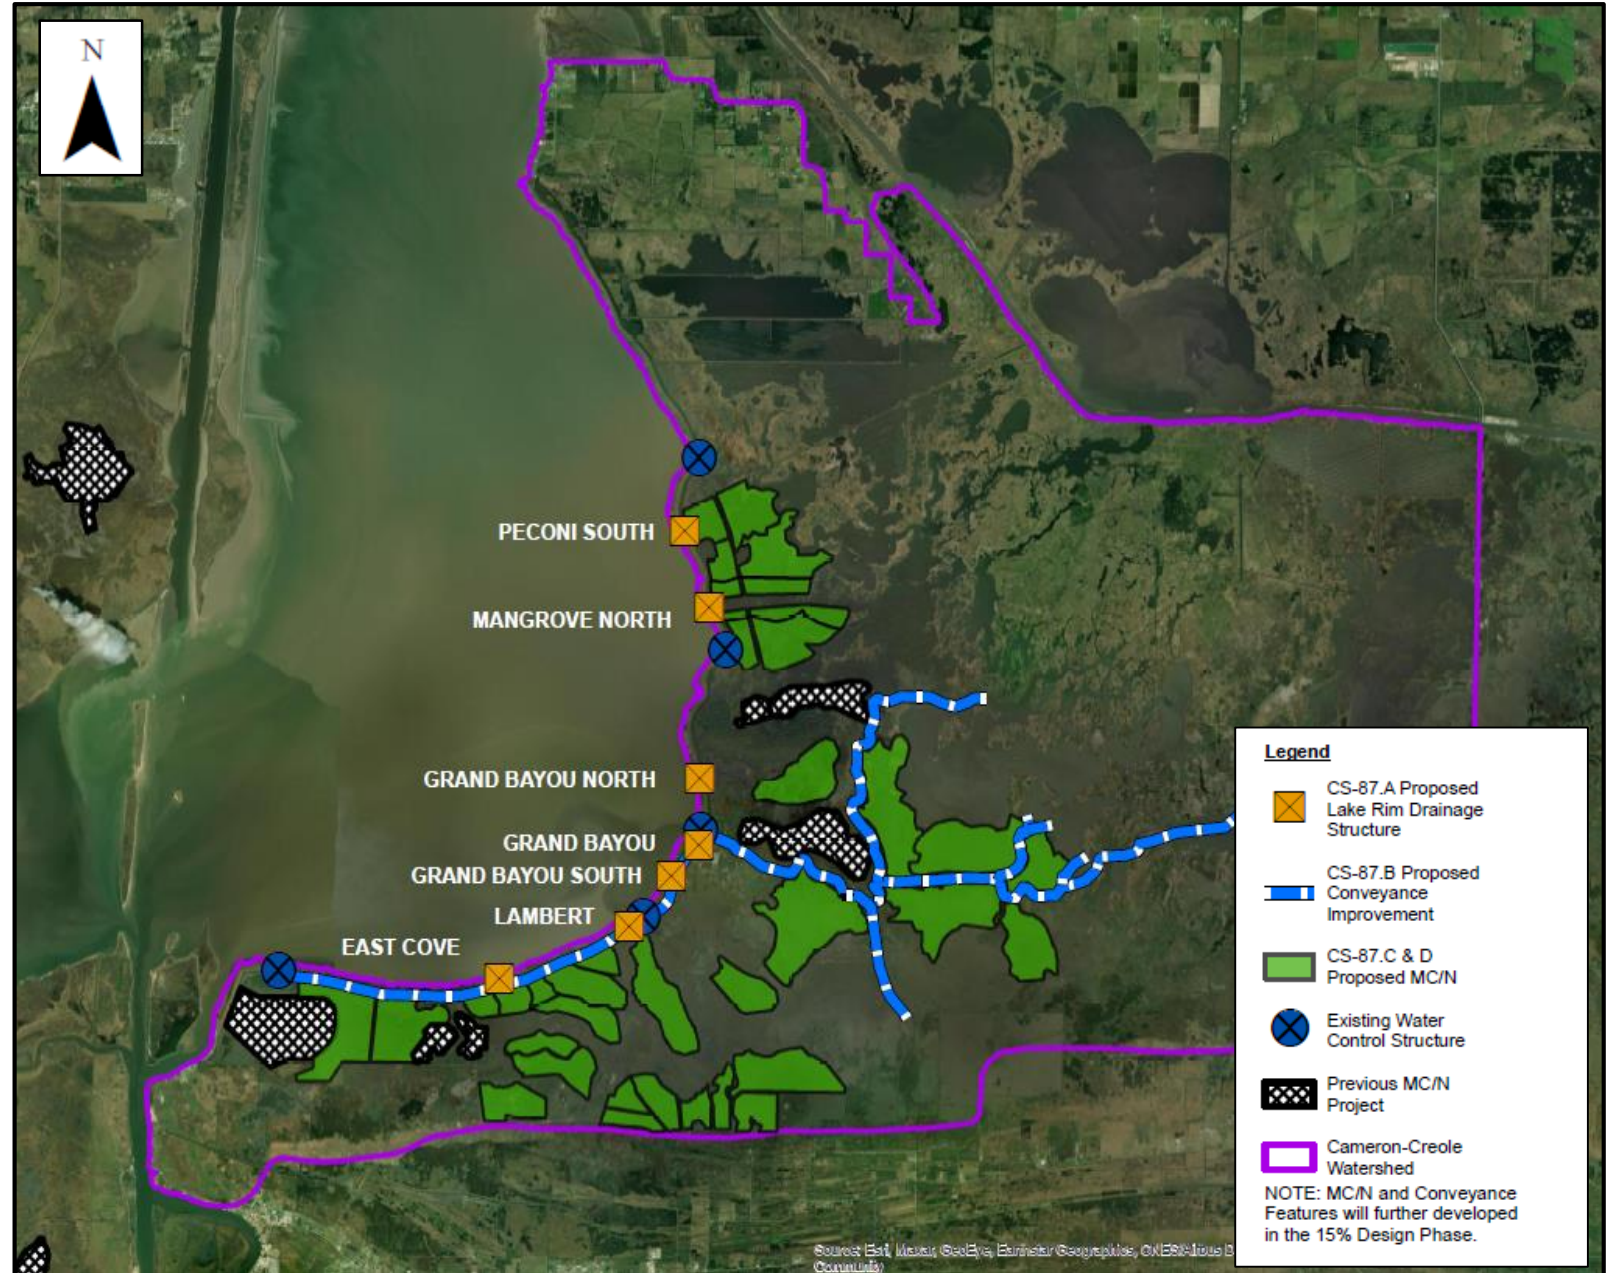 N
PECONI SOUTH
MANGROVE NORTH
GRAND BAYOU NORTH
GRAND BAYOU
GRAND BAYOU SOUTH
LAMBERT
EAST COVE
Legend
CS-87.A Proposed
Lake Rim Drainage
Structure
CS-87.B Proposed
Conveyance
Improvement
CS-87.C & D
Proposed MC/N
Existing Water
Control Structure
Previous MC/N
Project
Cameron-Creole
Watershed
NOTE: MC/N and Conveyance
Features will further developed
in the 15% Design Phase.
Source: Esri, Maxar, GeoEye, Earthstar Geographics, CNES/Airbus D
Community